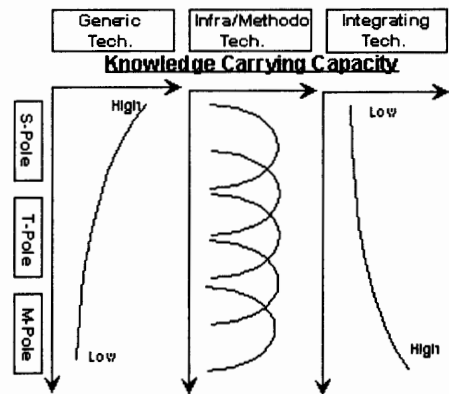 Generic
Tech.
Infra/Methodo
Tech.
Integrating
Tech.
Knowledge Carrying Capacity
High
Low
S-Pole
T-Pole
M-Pole
Low
High